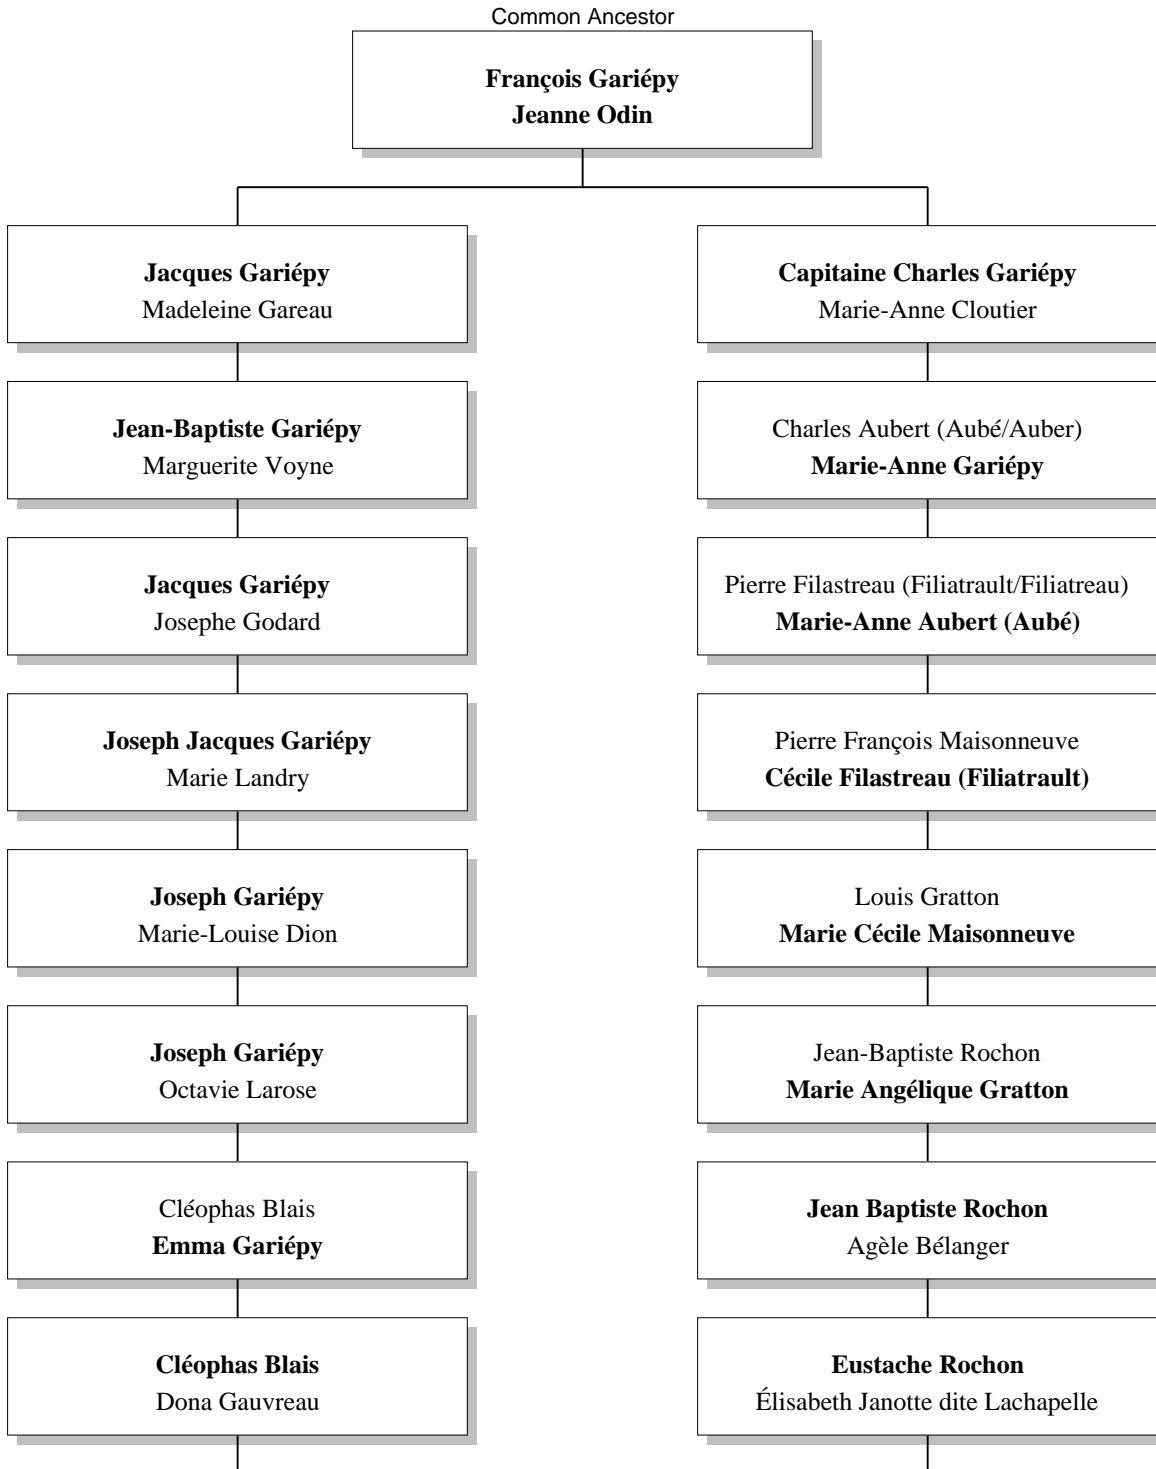 Common Ancestor
François Gariépy
Jeanne Odin
Jacques Gariépy
Madeleine Gareau
Capitaine Charles Gariépy
Marie-Anne Cloutier
Jean-Baptiste Gariépy
Marguerite Voyne
Charles Aubert (Aubé/Auber)
Marie-Anne Gariépy
Jacques Gariépy
Josephe Godard
Pierre Filastreau (Filiatrault/Filiatreau)
Marie-Anne Aubert (Aubé)
Joseph Jacques Gariépy
Marie Landry
Pierre François Maisonneuve
Cécile Filastreau (Filiatrault)
Joseph Gariépy
Marie-Louise Dion
Louis Gratton
Marie Cécile Maisonneuve
Joseph Gariépy
Octavie Larose
Jean-Baptiste Rochon
Marie Angélique Gratton
Cléophas Blais
Emma Gariépy
Jean Baptiste Rochon
Agèle Bélanger
Cléophas Blais
Dona Gauvreau
Eustache Rochon
Élisabeth Janotte dite Lachapelle